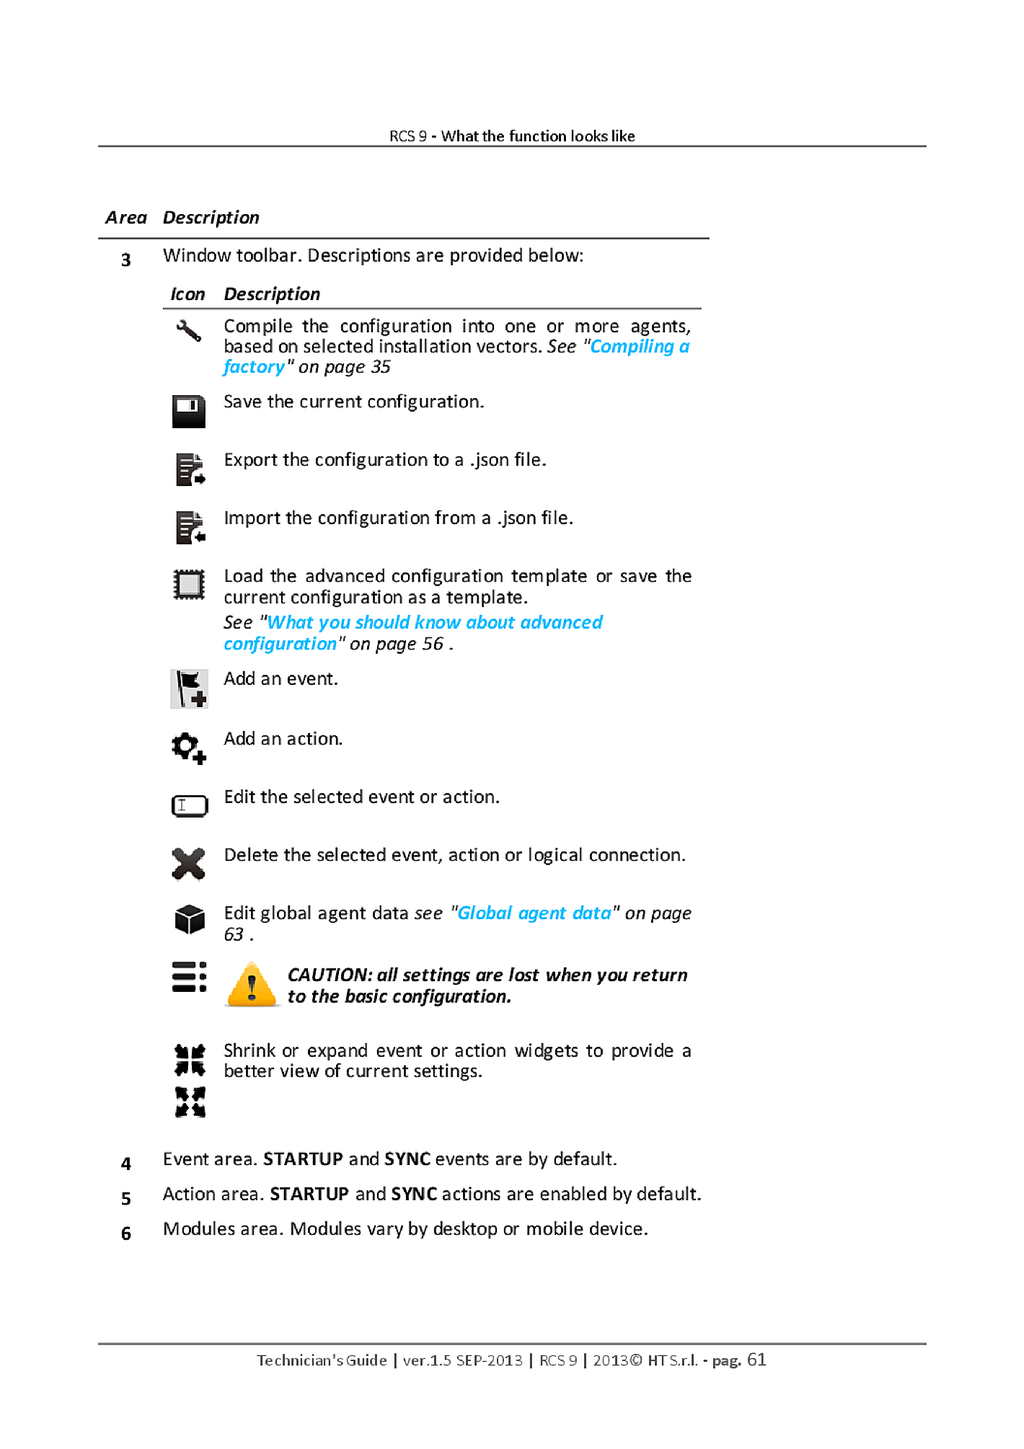 RCS 9 - What the function looks like
Area Description
3 Window toolbar. Descriptions are provided below:
Icon Description
Compile the configuration into one or more agents,
based on selected installation vectors. See "Compiling a
factory" on page 35
Save the current configuration.
Export the configuration to a .json file.
Import the configuration from a .json file.
Load the advanced configuration template or save the
current configuration as a template.
See "What you should know about advanced
configuration" on page 56 .
Add an event.
Add an action.
Edit the selected event or action.
Delete the selected event, action or logical connection.
Edit global agent data see "Global agent data" on page
63 .
CAUTION: all settings are lost when you return
to the basic configuration.
Shrink or expand event or action widgets to provide a
better view of current settings.
4 Event area. STARTUP and SYNC events are by default.
5 Action area. STARTUP and SYNC actions are enabled by default.
6 Modules area. Modules vary by desktop or mobile device.
Technician's Guide | ver.1.5 SEP-2013 | RCS 9 | 2013© HT S.r.l. - pag. 61